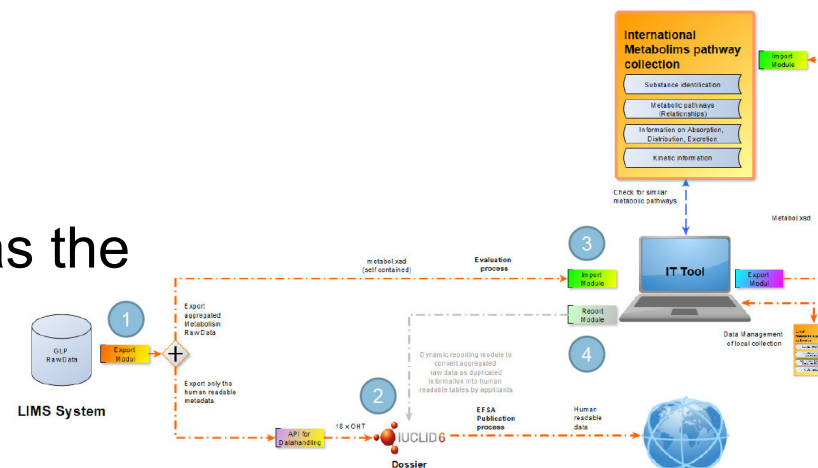 International
Metabolims pathway
collection
Substance identification
Metabolic pathways
(Relationships)
Information on Absorption,
Distribution, Excretion
Kinetic information
Import
Module
Check for similar
metabolic pathways
Metabol.xsd
as the
metabol.xsd
(self contained)
Evaluation
process
3
Import
Module
IT Tool
Export
Modul
Export
aggregated
Metabolism
RawData
1
GLP
RawData
Export
Modul
LIMS System
Report
Module
4
Data Management
of local collection
Dynamic reporting module to
convert aggregated
raw data as duplicated
information into human
readable tables by applicants
Export only the
human readable
metadata
2
API for
Datahandling
18 x OHT
IUCLID6
Dossier
EFSA
Publication
process
Human
readable
data